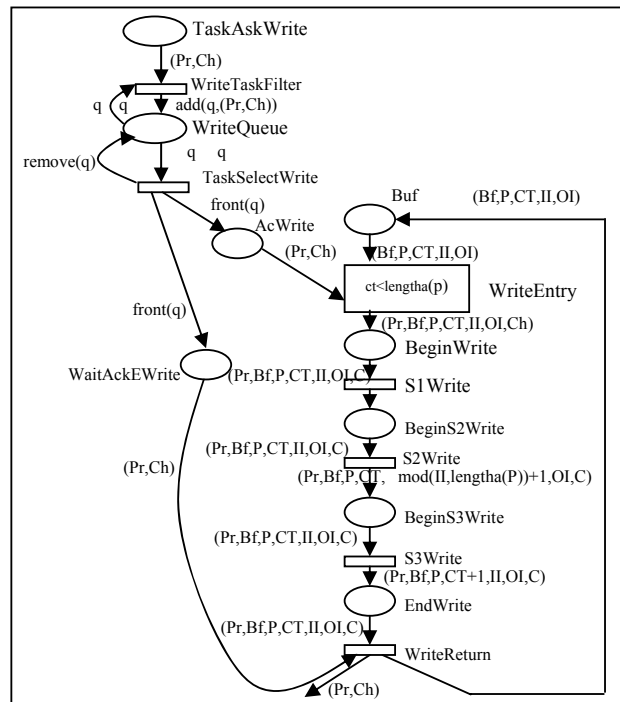 TaskAskWrite
(Pr,Ch)
WriteTaskFilter
q q
add(q,(Pr,Ch))
WriteQueue
remove(q)
q q
TaskSelectWrite
front(q)
AcWrite
Buf
(Bf,P,CT,II,OI)
(Pr,Ch)
(Bf,P,CT,II,OI)
ct<lengtha(p)
WriteEntry
front(q)
(Pr,Bf,P,CT,II,OI,Ch)
BeginWrite
WaitAckEWrite
(Pr,Bf,P,CT,II,OI,C)
S1Write
BeginS2Write
(Pr,Bf,P,CT,II,OI,C)
S2Write
(Pr,Ch)
(Pr,Bf,P,CT, mod(II,lengtha(P))+1,OI,C)
BeginS3Write
(Pr,Bf,P,CT,II,OI,C)
S3Write
(Pr,Bf,P,CT+1,II,OI,C)
EndWrite
(Pr,Bf,P,CT,II,OI,C)
WriteReturn
(Pr,Ch)